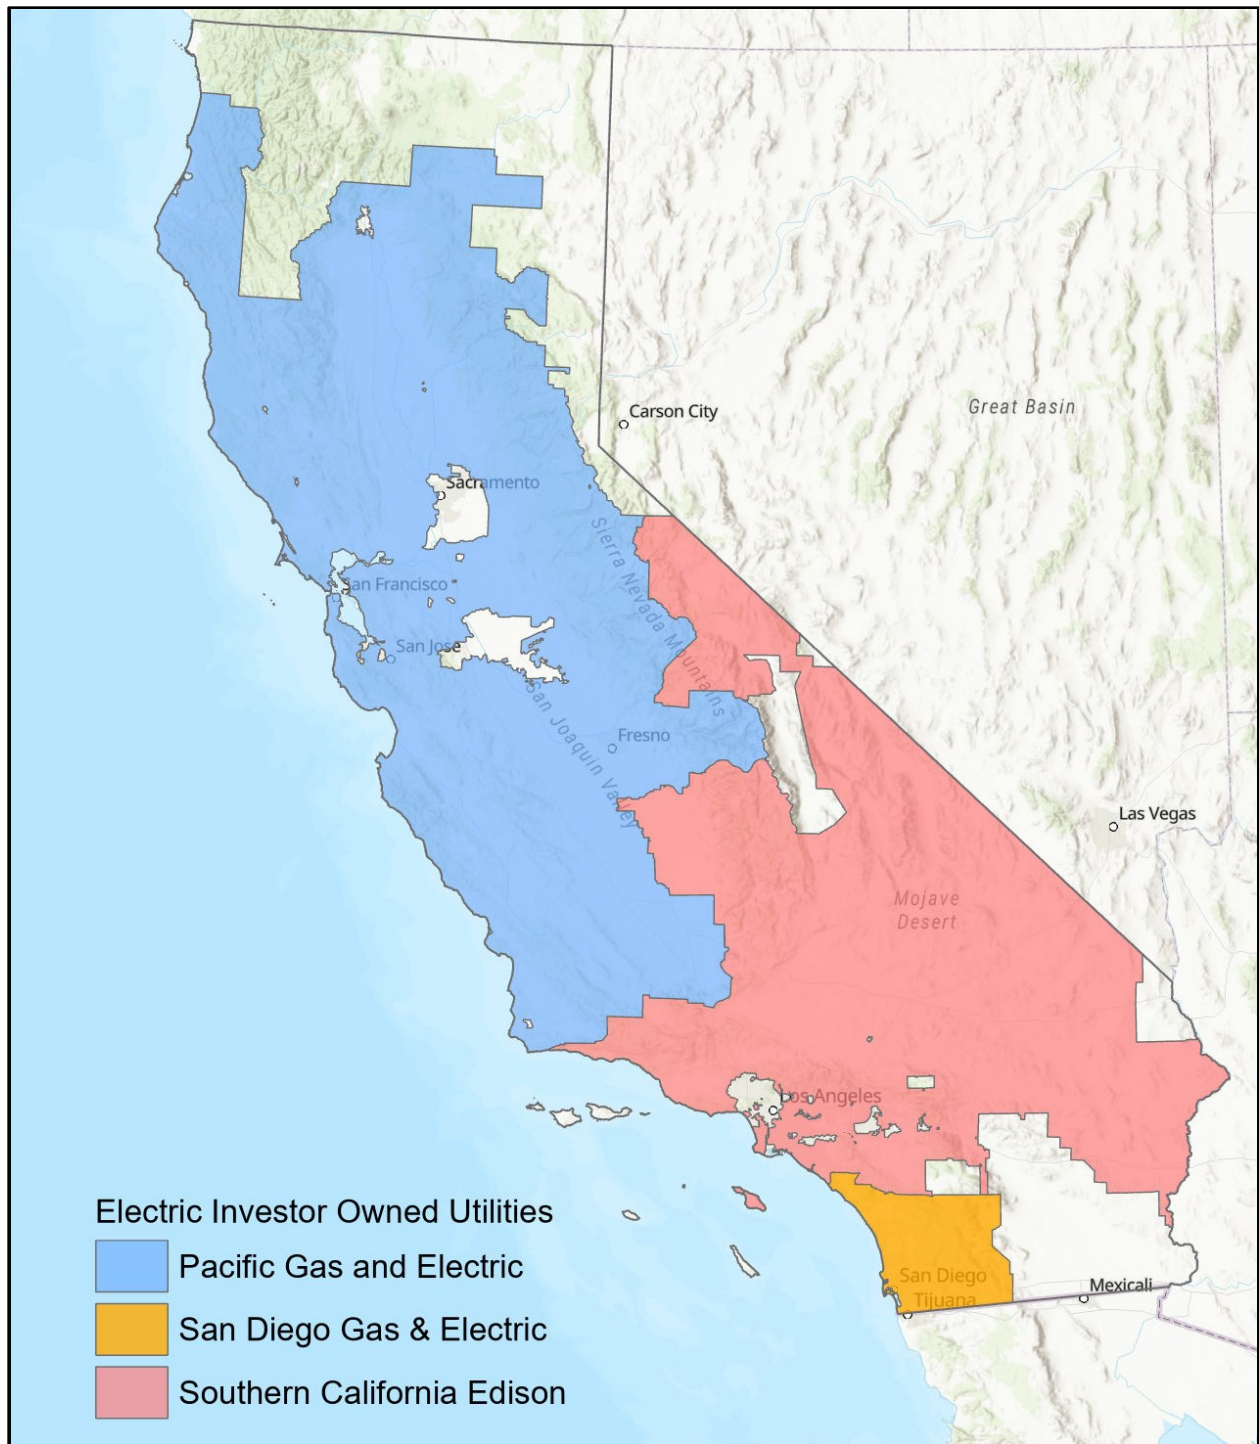 Carson City
Great Basin
Sacramento
Sierra Nevada Mountains
San Francisco
San Jose
San Joaquin Valley
Fresno
Las Vegas
Mojave
Desert
Los Angeles
Electric Investor Owned Utilities
Pacific Gas and Electric
San Diego Gas & Electric
Southern California Edison
San Diego
Tijuana
Mexicali